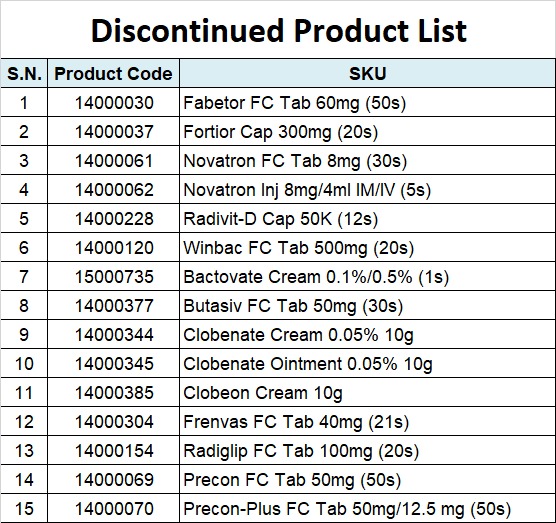 Discontinued Product List
S.N. Product Code SKU
1 14000030 Fabetor FC Tab 60mg (50s)
2 14000037 Fortior Cap 300mg (20s)
3 14000061 Novatron FC Tab 8mg (30s)
4 14000062 Novatron Inj 8mg/4ml IM/IV (5s)
5 14000228 Radivit-D Cap 50K (12s)
6 14000120 Winbac FC Tab 500mg (20s)
7 15000735 Bactovate Cream 0.1%/0.5% (1s)
8 14000377 Butasiv FC Tab 50mg (30s)
9 14000344 Clobenate Cream 0.05% 10g
10 14000345 Clobenate Ointment 0.05% 10g
11 14000385 Clobeon Cream 10g
12 14000304 Frenvas FC Tab 40mg (21s)
13 14000154 Radiglip FC Tab 100mg (20s)
14 14000069 Precon FC Tab 50mg (50s)
15 14000070 Precon-Plus FC Tab 50mg/12.5 mg (50s)